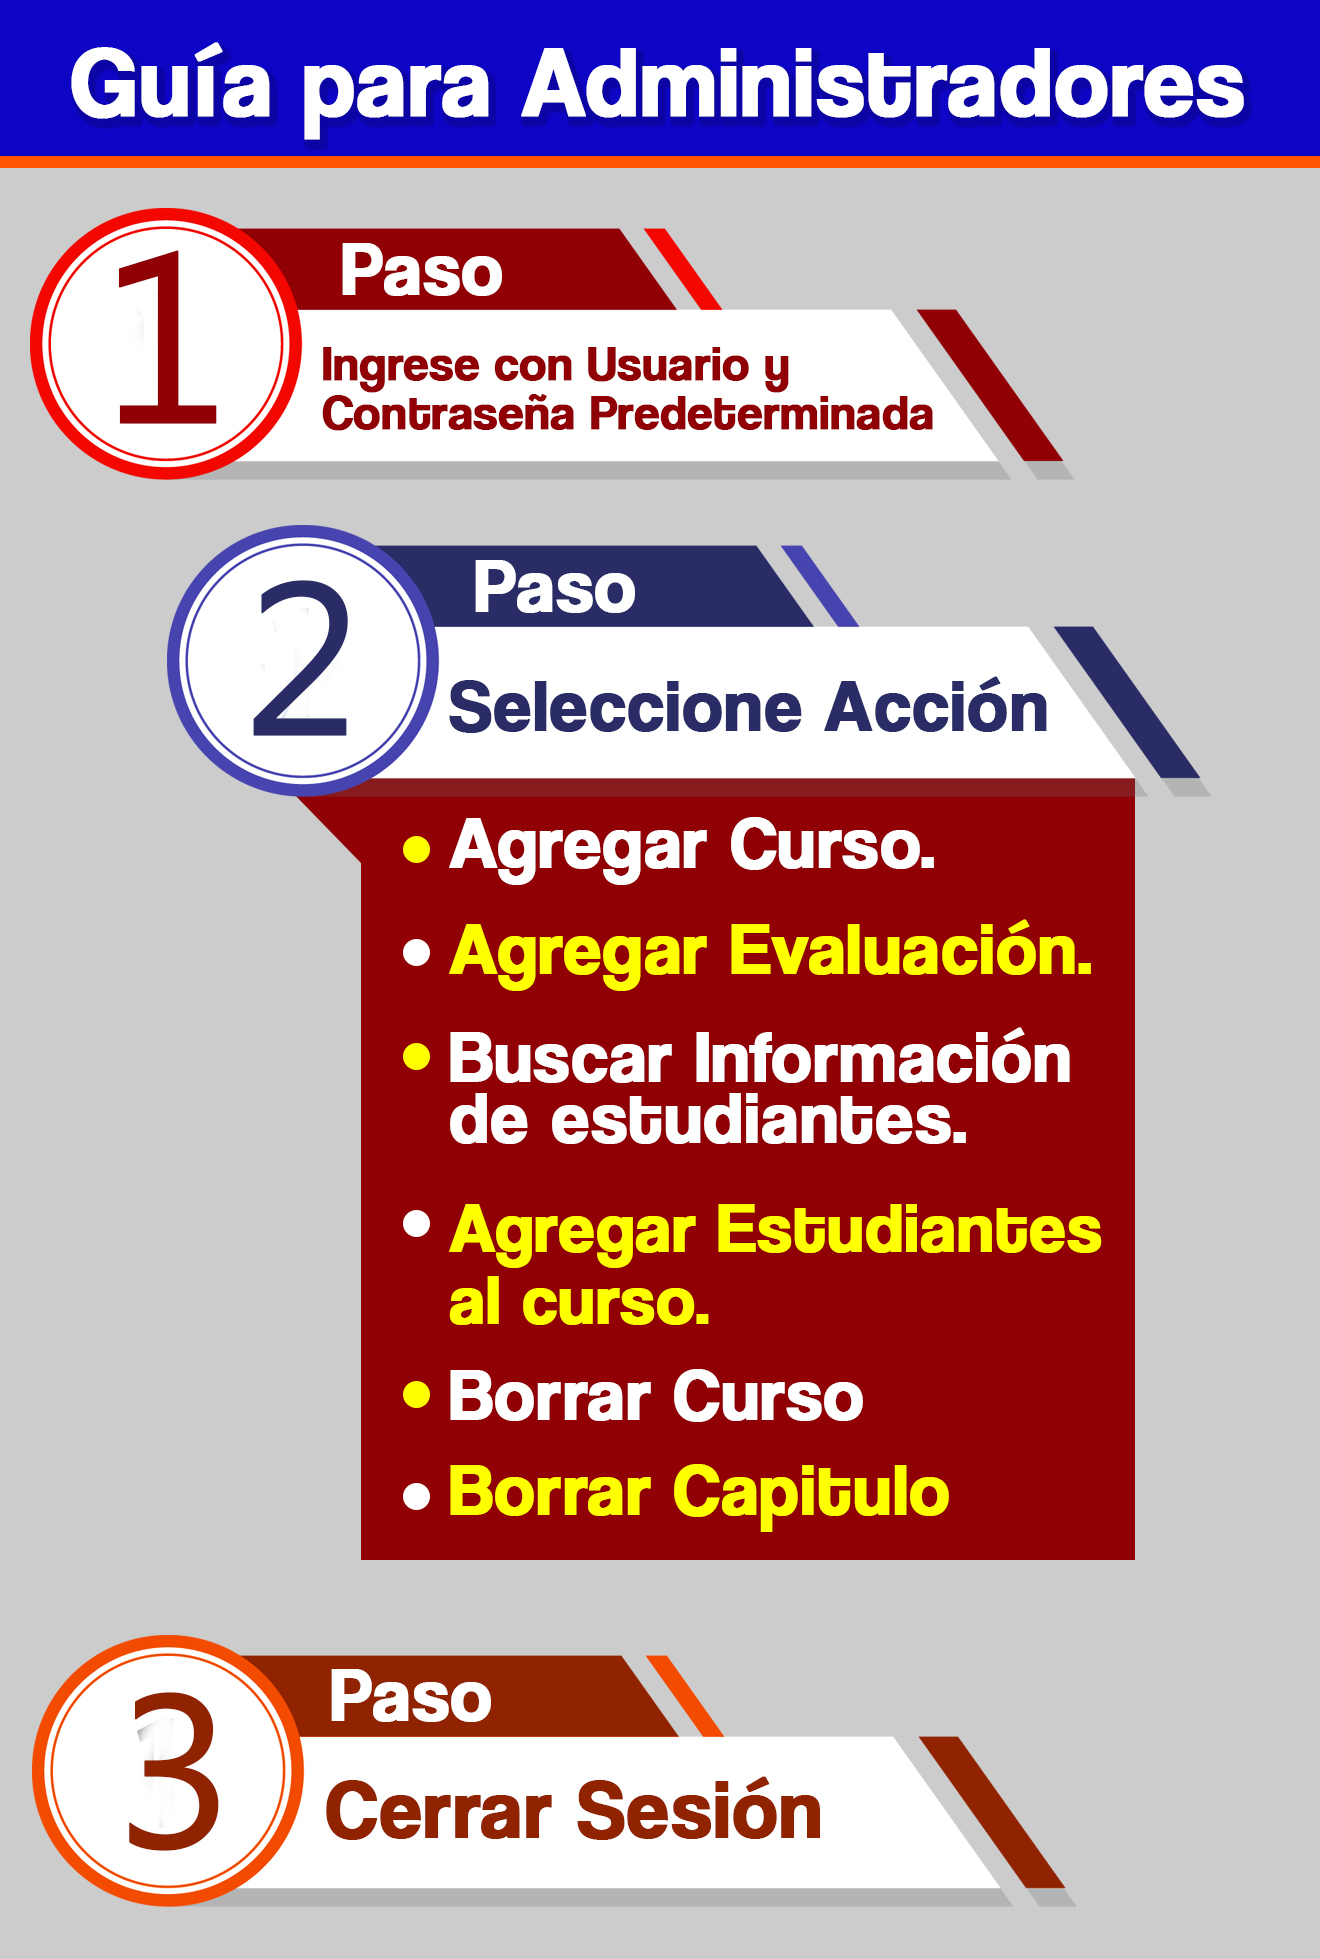 Guía para Administradores
1
Paso
Ingrese con Usuario y
Contraseña Predeterminada
2
Paso
Seleccione Acción
• Agregar Curso.
• Agregar Evaluación.
• Buscar Información
de estudiantes.
• Agregar Estudiantes
al curso.
• Borrar Curso
• Borrar Capitulo
3
Paso
Cerrar Sesión